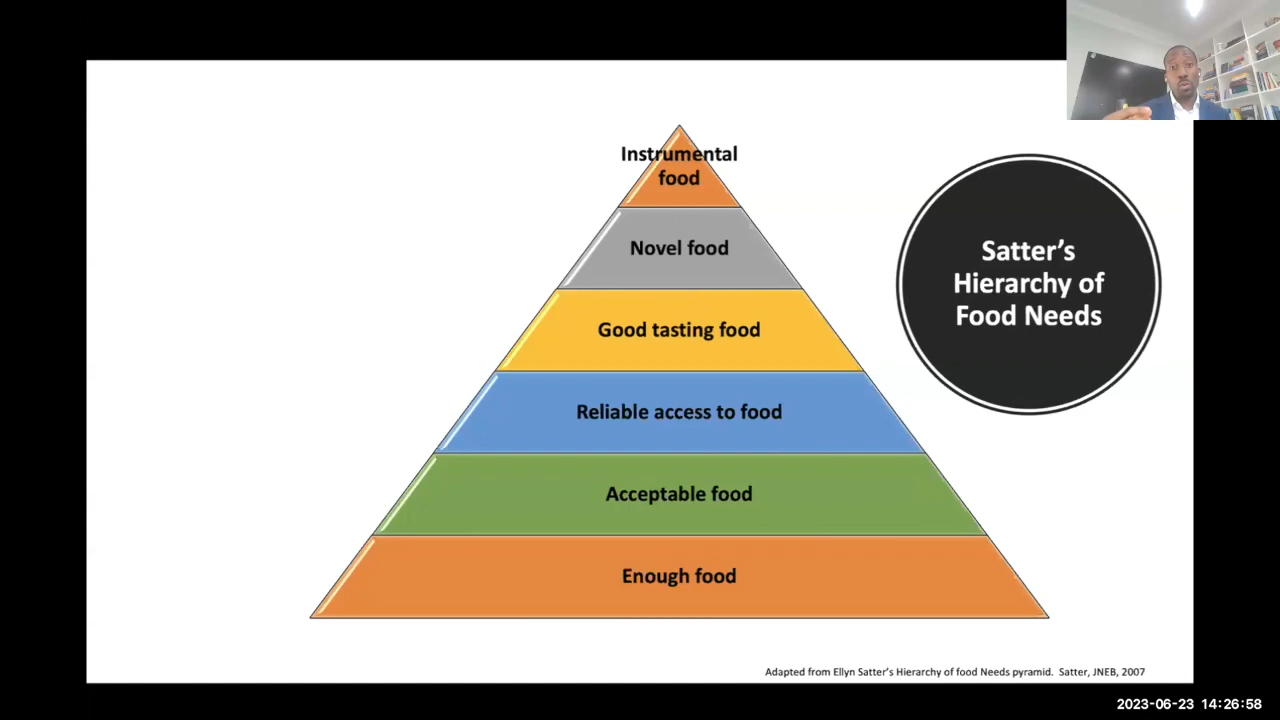 Instrumental
food
Novel food
Good tasting food
Reliable access to food
Acceptable food
Enough food
Satter’s
Hierarchy of
Food Needs
Adapted from Ellyn Satter’s Hierarchy of food Needs pyramid. Satter, JNEB, 2007
2023-06-23 14:26:58